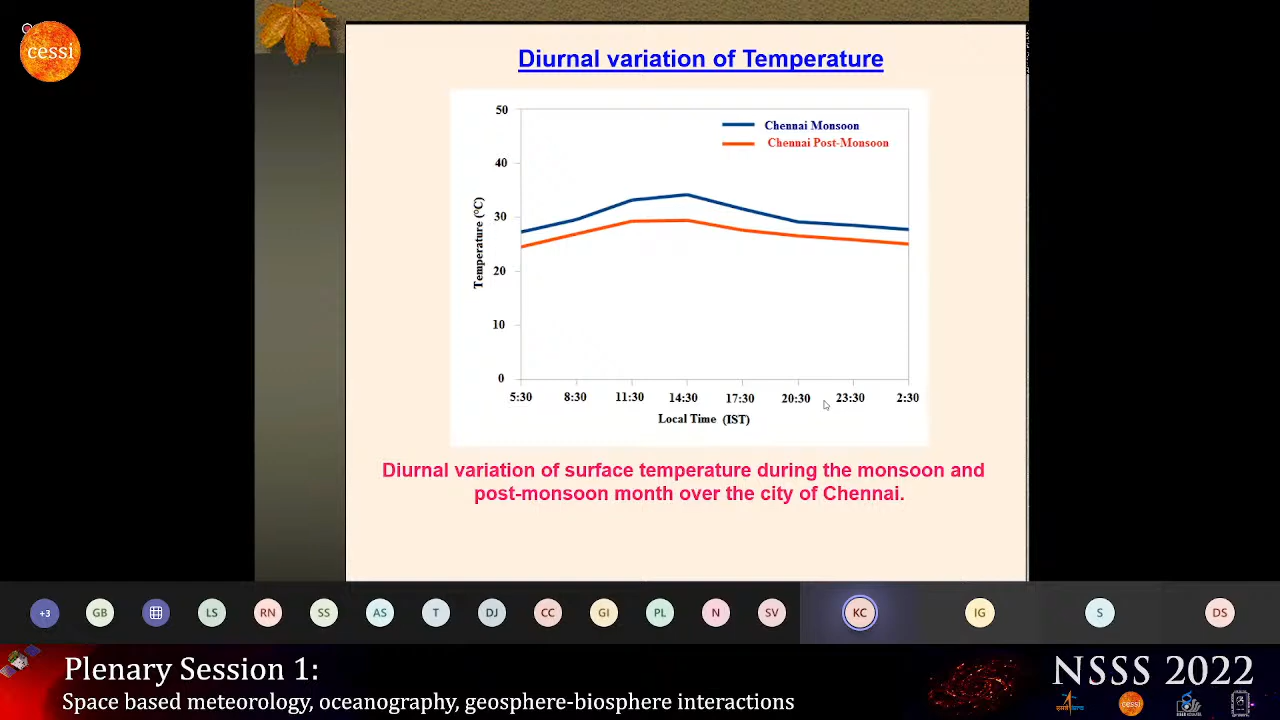 cessi
Diurnal variation of Temperature
50
40
30
20
10
0
Temperature (°C)
Chennai Monsoon
Chennai Post-Monsoon
5:30 8:30 11:30 14:30 17:30 20:30 23:30 2:30
Local Time (IST)
Diurnal variation of surface temperature during the monsoon and
post-monsoon month over the city of Chennai.
+3 GB LS RN SS AS T DJ CC GI PL N SV KC IG S DS
Plenary Session 1:
Space based meteorology, oceanography, geosphere-biosphere interactions
NSSS 2022
cessi